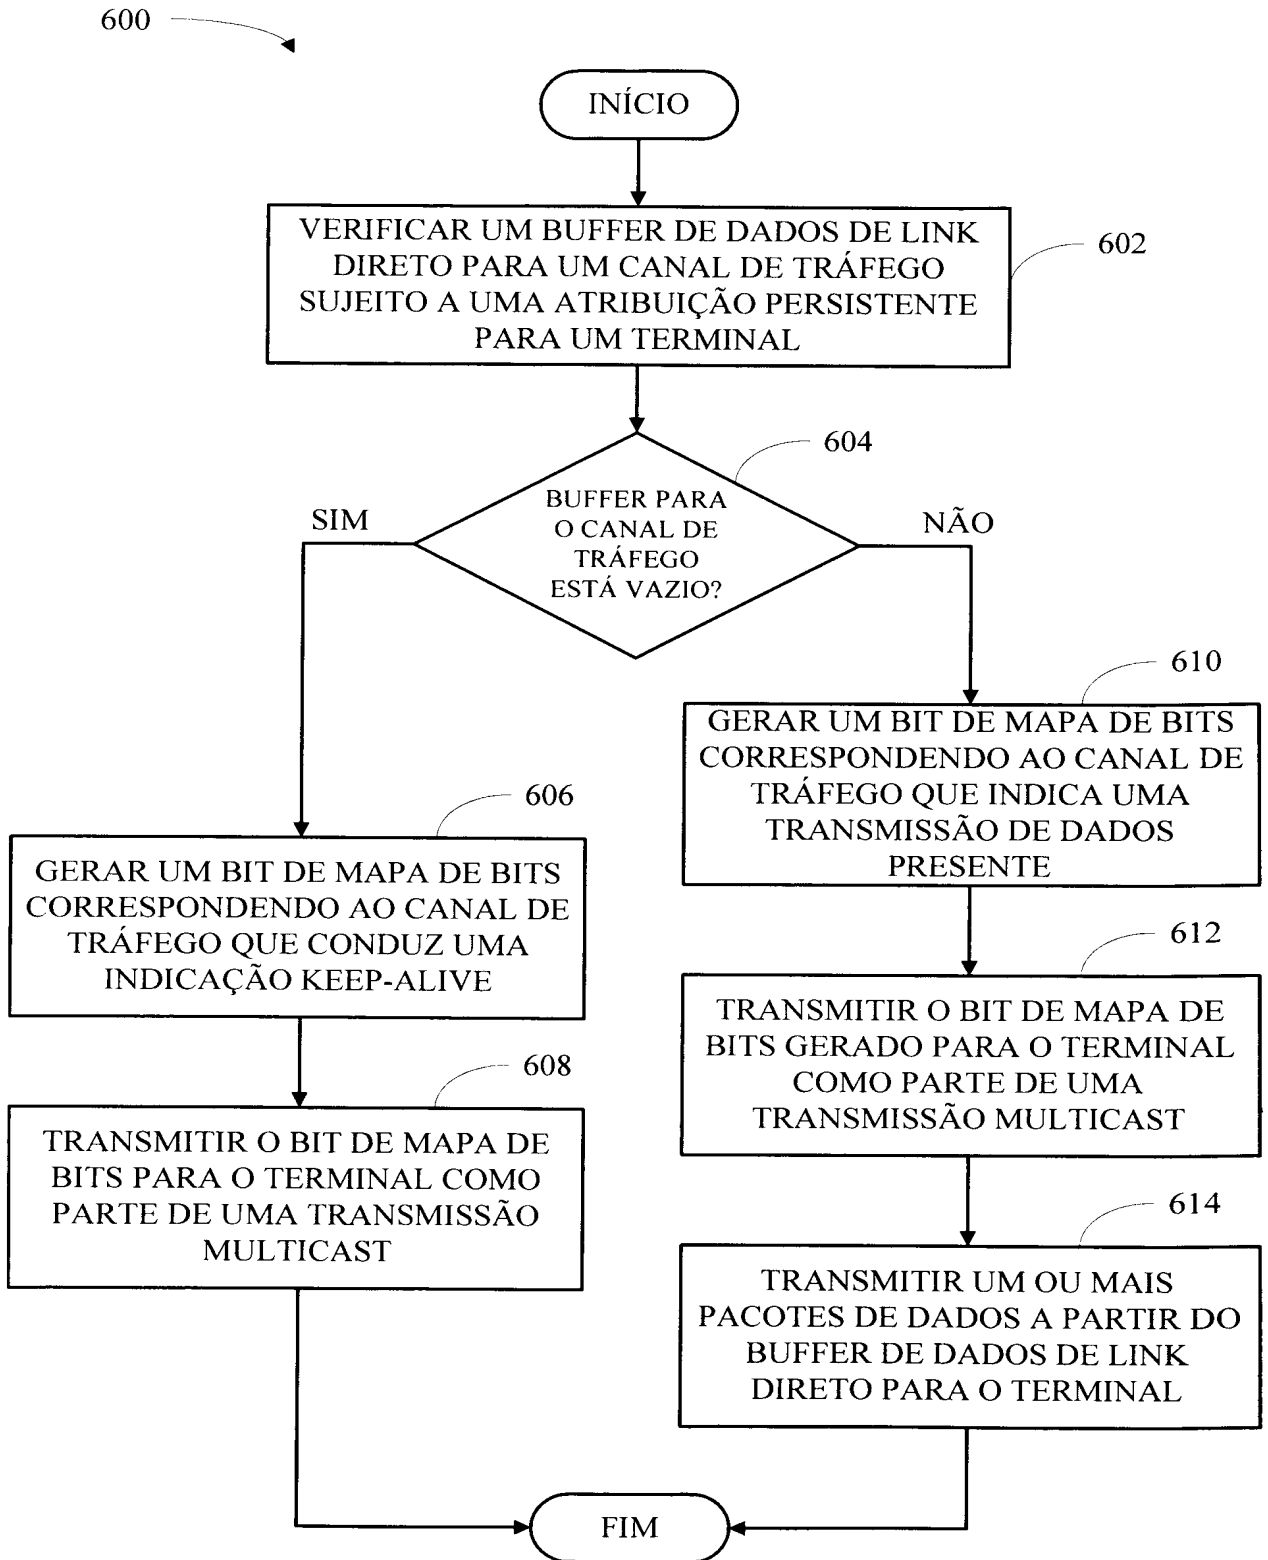 600
INÍCIO
VERIFICAR UM BUFFER DE DADOS DE LINK
DIRETO PARA UM CANAL DE TRÁFEGO
SUJEITO A UMA ATRIBUIÇÃO PERSISTENTE
PARA UM TERMINAL
602
604
BUFFER PARA
O CANAL DE
TRÁFEGO
ESTÁ VAZIO?
SIM
NÃO
606
GERAR UM BIT DE MAPA DE BITS
CORRESPONDENDO AO CANAL DE
TRÁFEGO QUE CONDUZ UMA
INDICAÇÃO KEEP-ALIVE
608
TRANSMITIR O BIT DE MAPA DE
BITS PARA O TERMINAL COMO
PARTE DE UMA TRANSMISSÃO
MULTICAST
610
GERAR UM BIT DE MAPA DE BITS
CORRESPONDENDO AO CANAL DE
TRÁFEGO QUE INDICA UMA
TRANSMISSÃO DE DADOS
PRESENTE
612
TRANSMITIR O BIT DE MAPA DE
BITS GERADO PARA O TERMINAL
COMO PARTE DE UMA
TRANSMISSÃO MULTICAST
614
TRANSMITIR UM OU MAIS
PACOTES DE DADOS A PARTIR DO
BUFFER DE DADOS DE LINK
DIRETO PARA O TERMINAL
FIM